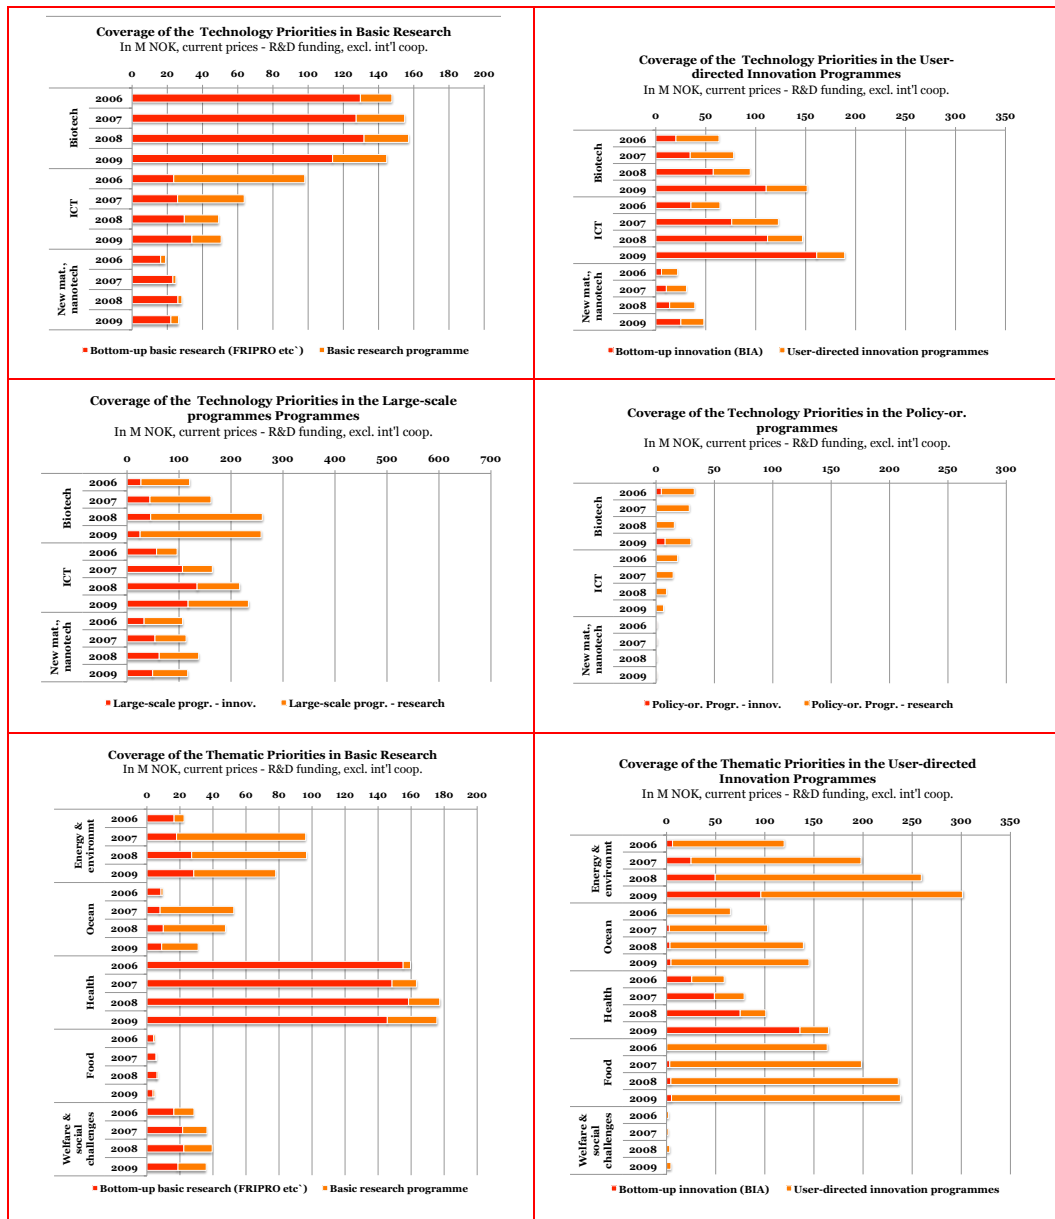 Coverage of the Technology Priorities in Basic Research
In M NOK, current prices - R&D funding, excl. int'l coop.
0 20 40 60 80 100 120 140 160 180 200
Biotech
2006
2007
2008
2009
ICT
2006
2007
2008
2009
New mat.,
nanotech
2006
2007
2008
2009
Bottom-up basic research (FRIPRO etc`) Basic research programme
Coverage of the Technology Priorities in the User-
directed Innovation Programmes
In M NOK, current prices - R&D funding, excl. int'l coop.
0 50 100 150 200 250 300 350
Biotech
2006
2007
2008
2009
ICT
2006
2007
2008
2009
New mat.,
nanotech
2006
2007
2008
2009
Bottom-up innovation (BIA) User-directed innovation programmes
Coverage of the Technology Priorities in the Large-scale
programmes Programmes
In M NOK, current prices - R&D funding, excl. int'l coop.
0 100 200 300 400 500 600 700
Biotech
2006
2007
2008
2009
ICT
2006
2007
2008
2009
New mat.,
nanotech
2006
2007
2008
2009
Large-scale progr. - innov. Large-scale progr. - research
Coverage of the Technology Priorities in the Policy-or.
programmes
In M NOK, current prices - R&D funding, excl. int'l coop.
0 50 100 150 200 250 300
Biotech
2006
2007
2008
2009
ICT
2006
2007
2008
2009
New mat.,
nanotech
2006
2007
2008
2009
Policy-or. Progr. - innov. Policy-or. Progr. - research
Coverage of the Thematic Priorities in Basic Research
In M NOK, current prices - R&D funding, excl. int'l coop.
0 20 40 60 80 100 120 140 160 180 200
Energy &
environmt
2006
2007
2008
2009
Ocean
2006
2007
2008
2009
Health
2006
2007
2008
2009
Food
2006
2007
2008
2009
Welfare &
social
challenges
2006
2007
2008
2009
Bottom-up basic research (FRIPRO etc`) Basic research programme
Coverage of the Thematic Priorities in the User-directed
Innovation Programmes
In M NOK, current prices - R&D funding, excl. int'l coop.
0 50 100 150 200 250 300 350
Energy &
environmt
2006
2007
2008
2009
Ocean
2006
2007
2008
2009
Health
2006
2007
2008
2009
Food
2006
2007
2008
2009
Welfare &
social
challenges
2006
2007
2008
2009
Bottom-up innovation (BIA) User-directed innovation programmes